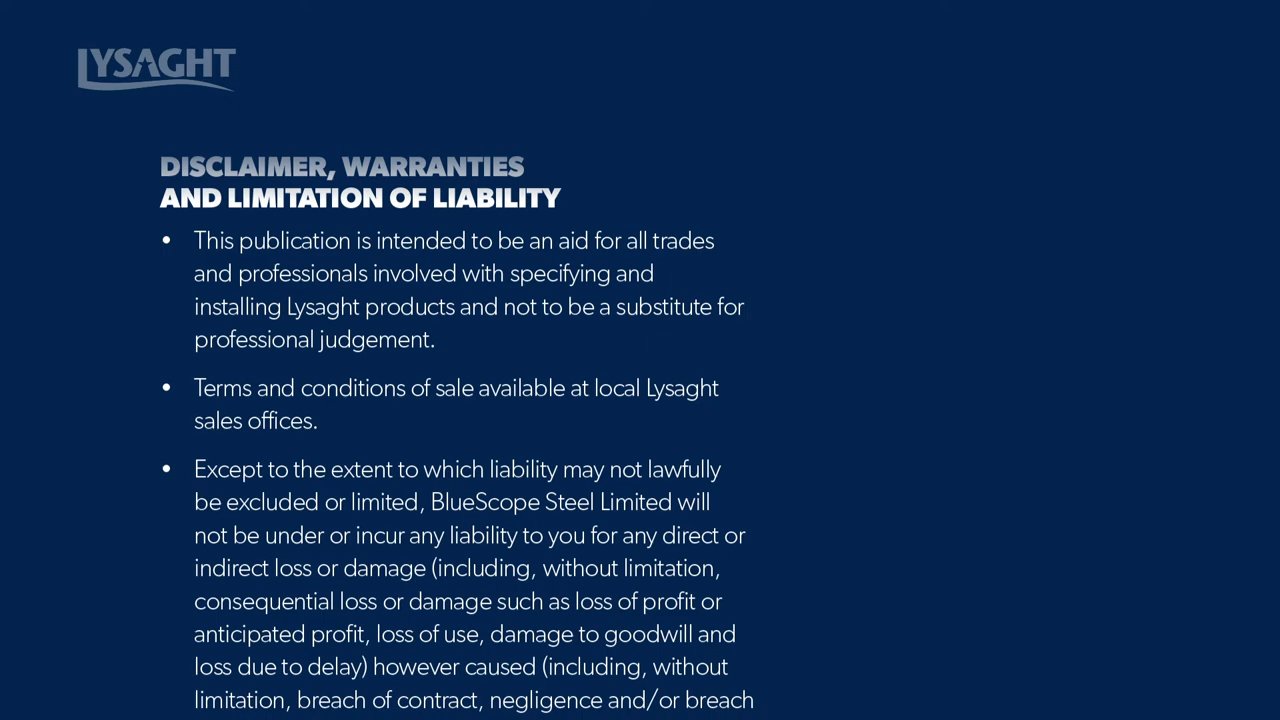 LYSAGHT
DISCLAIMER, WARRANTIES
AND LIMITATION OF LIABILITY
• This publication is intended to be an aid for all trades
and professionals involved with specifying and
installing Lysaght products and not to be a substitute for
professional judgement.
• Terms and conditions of sale available at local Lysaght
sales offices.
• Except to the extent to which liability may not lawfully
be excluded or limited, BlueScope Steel Limited will
not be under or incur any liability to you for any direct or
indirect loss or damage (including, without limitation,
consequential loss or damage such as loss of profit or
anticipated profit, loss of use, damage to goodwill and
loss due to delay) however caused (including, without
limitation, breach of contract, negligence and/or breach